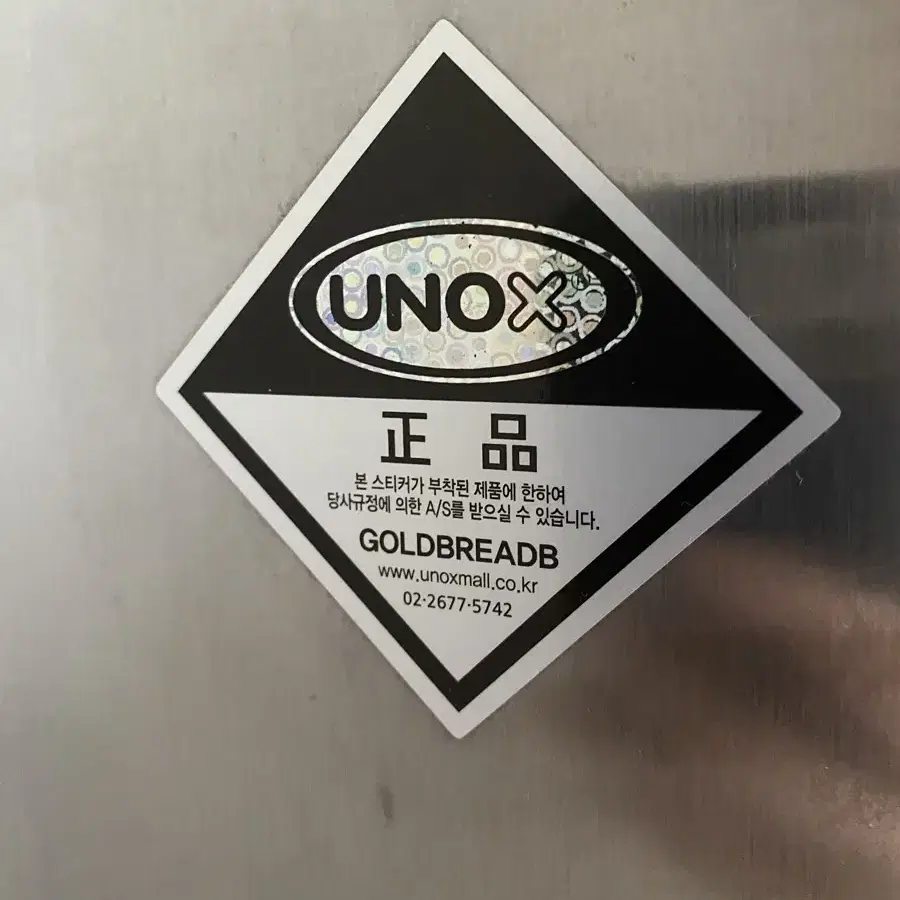 UNOX
正 品
본 스티커가 부착된 제품에 한하여
당사규정에 의한 A/S를 받으실 수 있습니다.
GOLDBREADB
www.unoxmall.co.kr
02·2677·5742